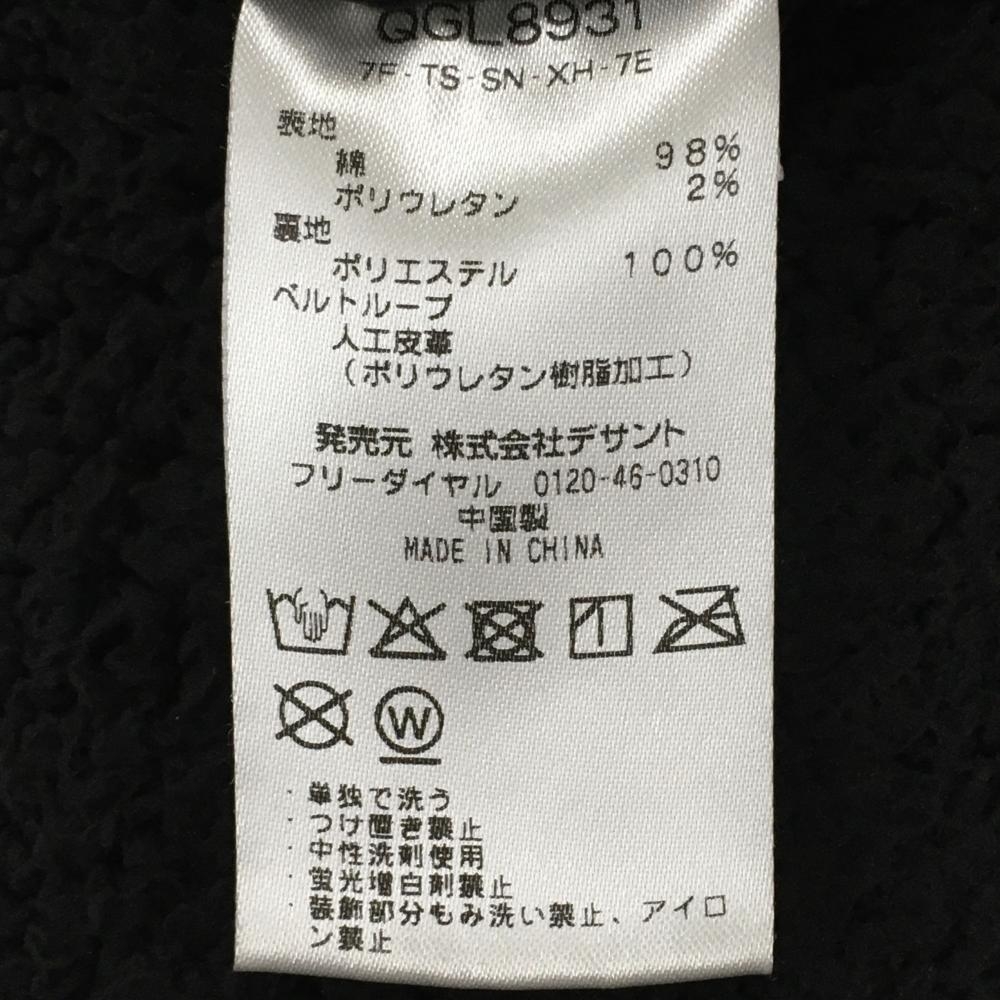 QGL8931
7E-TS-SN-XH-7E
表地
綿 98%
ポリウレタン 2%
裏地
ポリエステル 100%
ベルトループ
人工皮革
(ポリウレタン樹脂加工)
発売元 株式会社デサント
フリーダイヤル 0120-46-0310
中国製
MADE IN CHINA
W
・単独で洗う
・つけ置き禁止
・中性洗剤使用
・蛍光増白剤禁止
・装飾部分もみ洗い禁止、アイロ
ン禁止